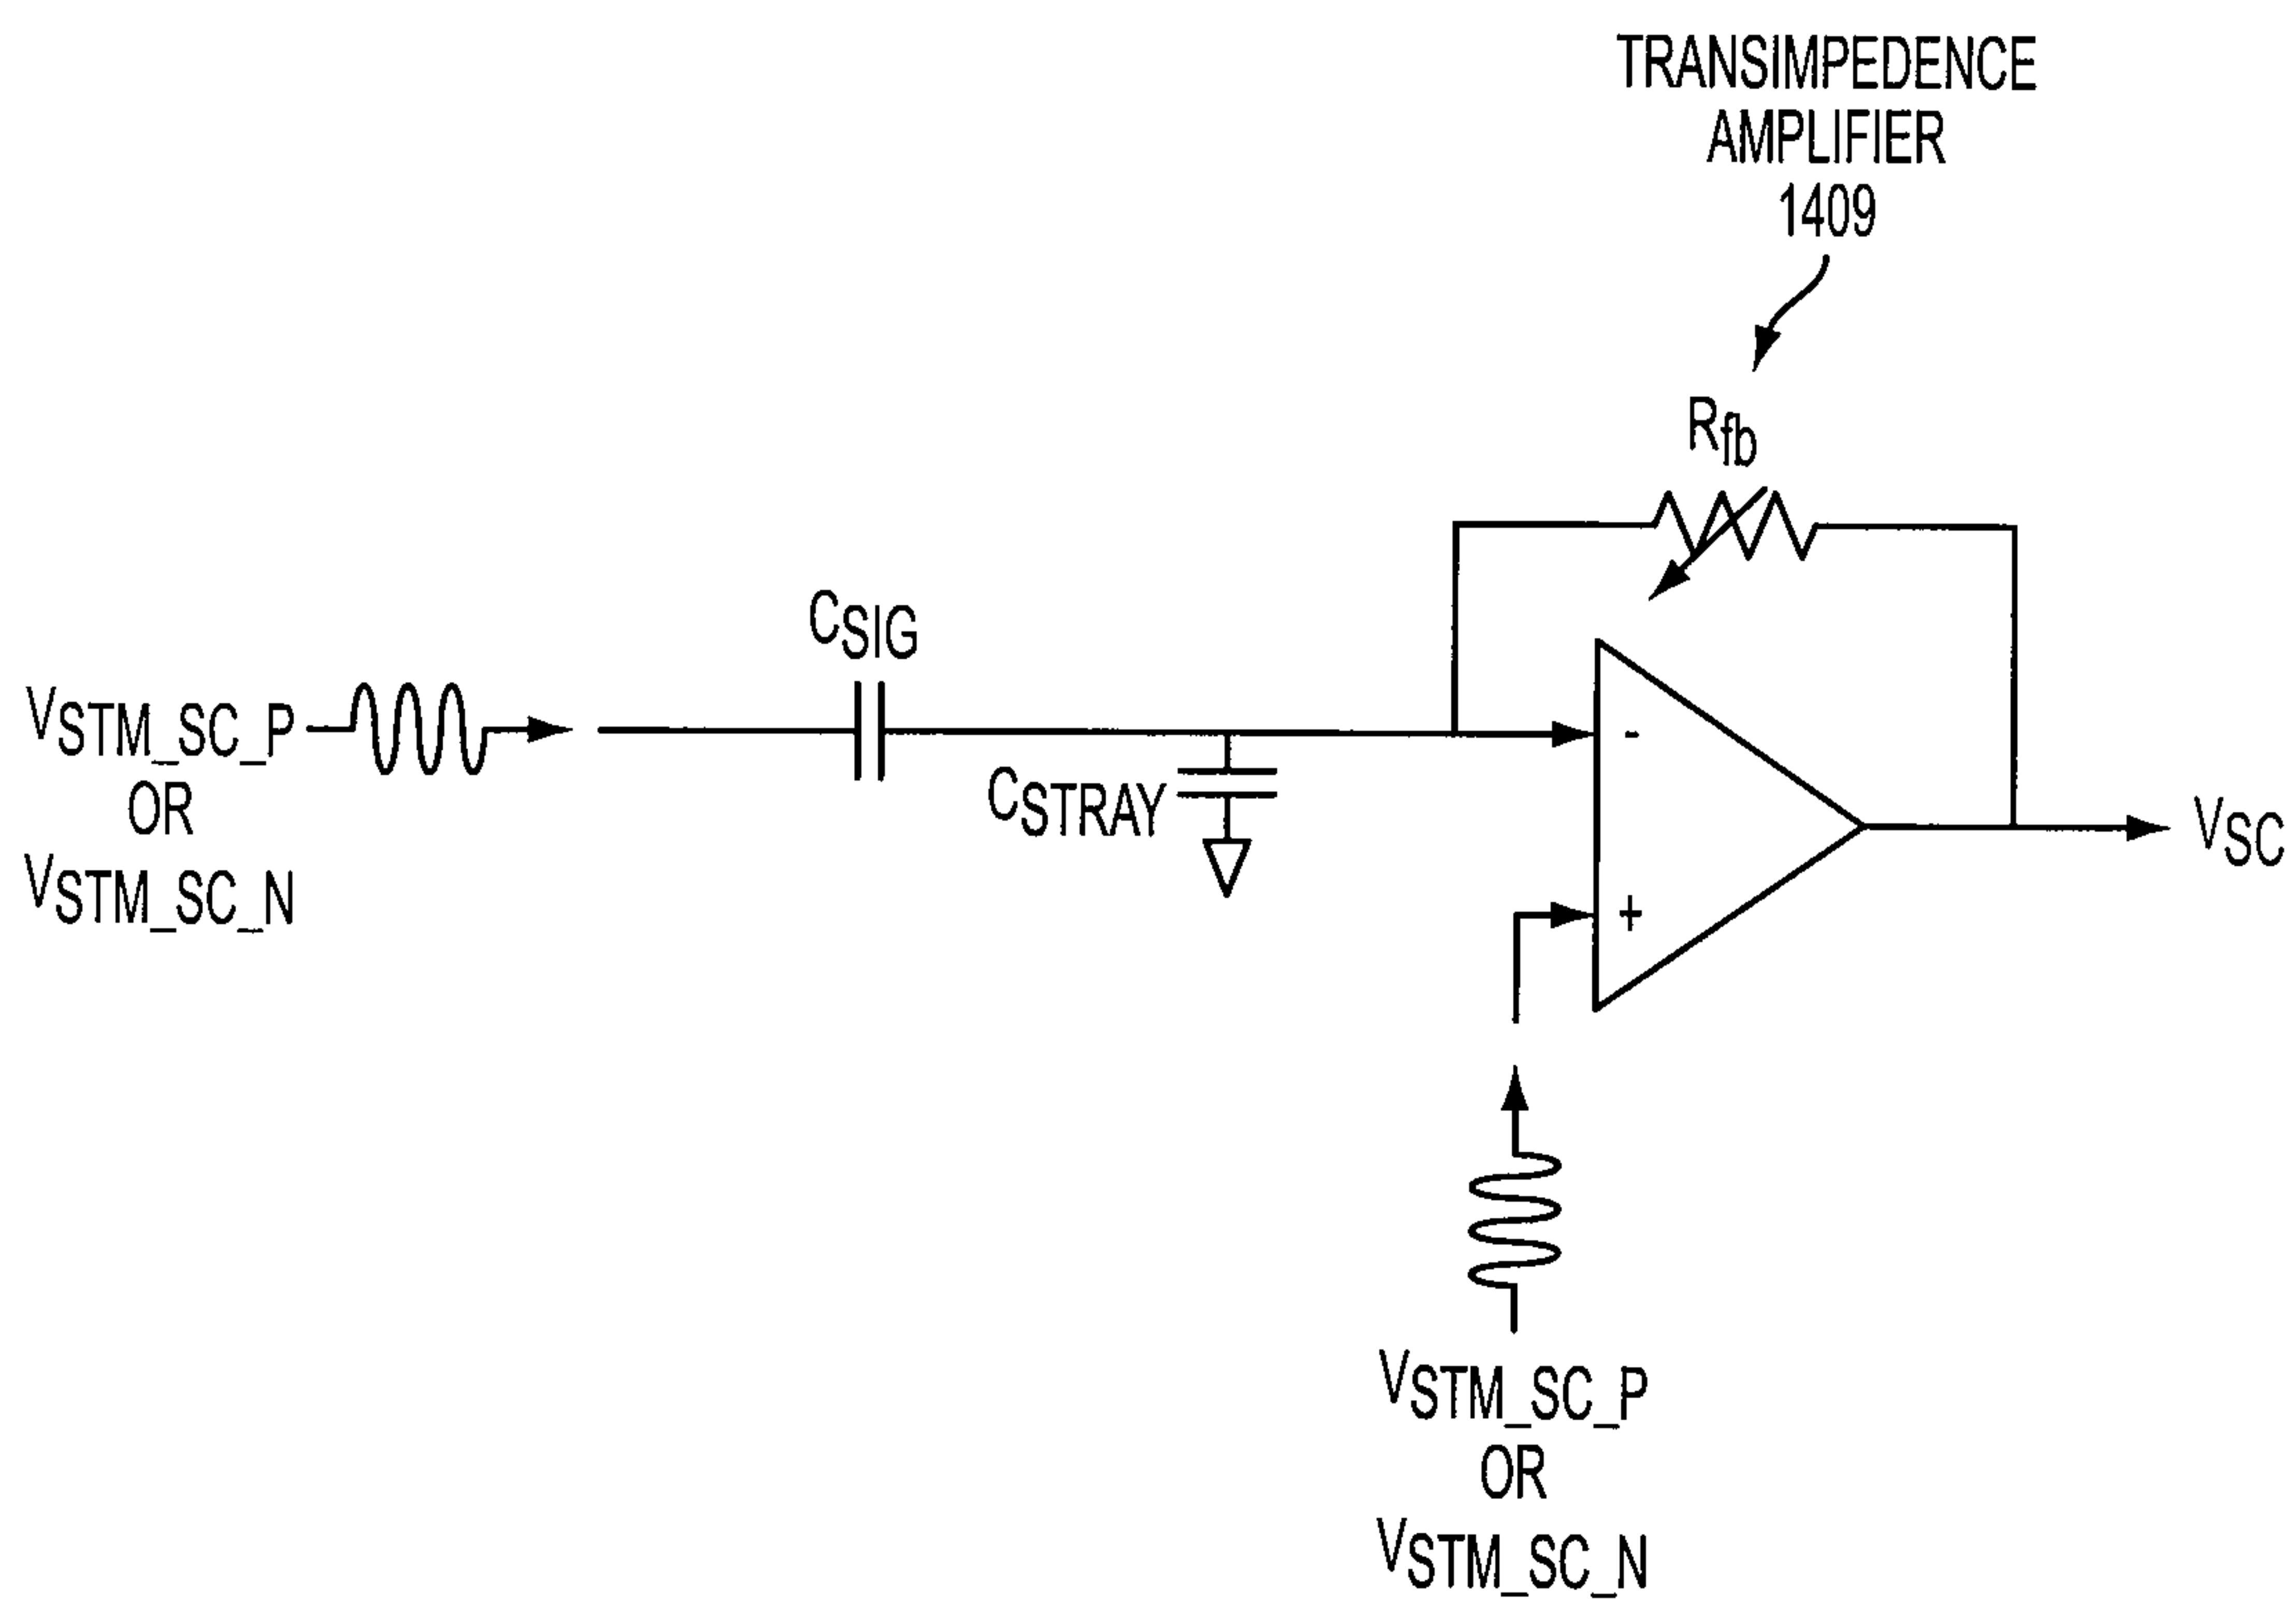 TRANSIMPEDENCE
AMPLIFIER
1409
Rfb
CSIG
VSTM_SC_P
OR
VSTM_SC_N
CSTRAY
-
+
VSC
VSTM_SC_P
OR
VSTM_SC_N